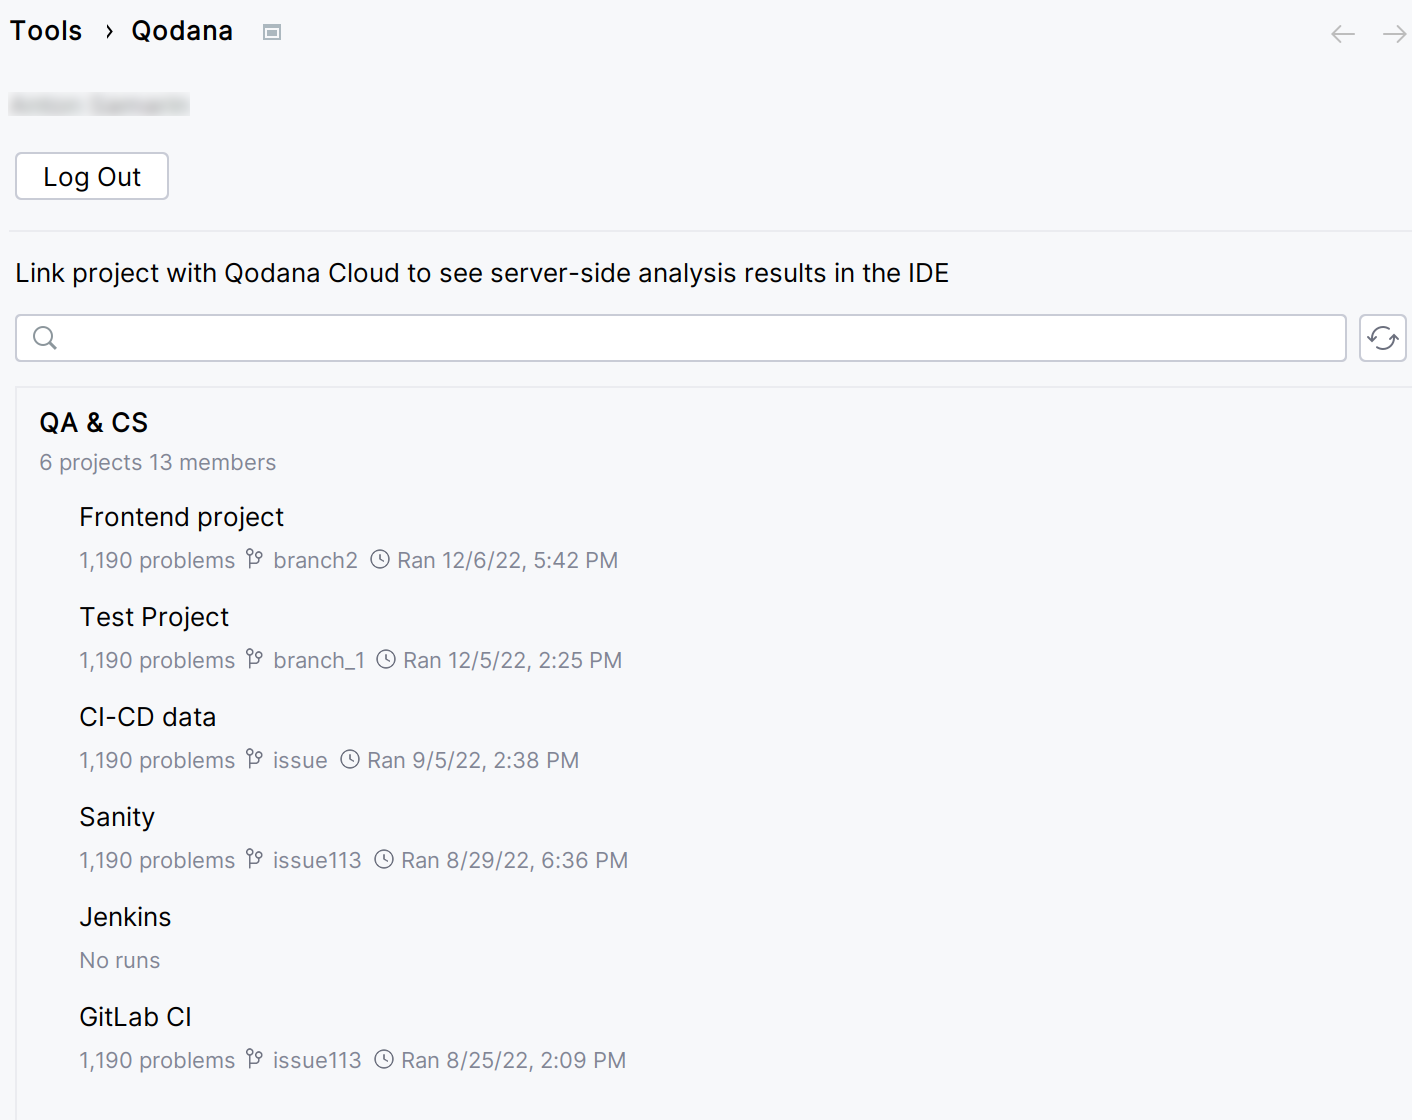 Tools › Qodana
Log Out
Link project with Qodana Cloud to see server-side analysis results in the IDE
QA & CS
6 projects 13 members
Frontend project
1,190 problems branch2 Ran 12/6/22, 5:42 PM
Test Project
1,190 problems branch_1 Ran 12/5/22, 2:25 PM
CI-CD data
1,190 problems issue Ran 9/5/22, 2:38 PM
Sanity
1,190 problems issue113 Ran 8/29/22, 6:36 PM
Jenkins
No runs
GitLab CI
1,190 problems issue113 Ran 8/25/22, 2:09 PM